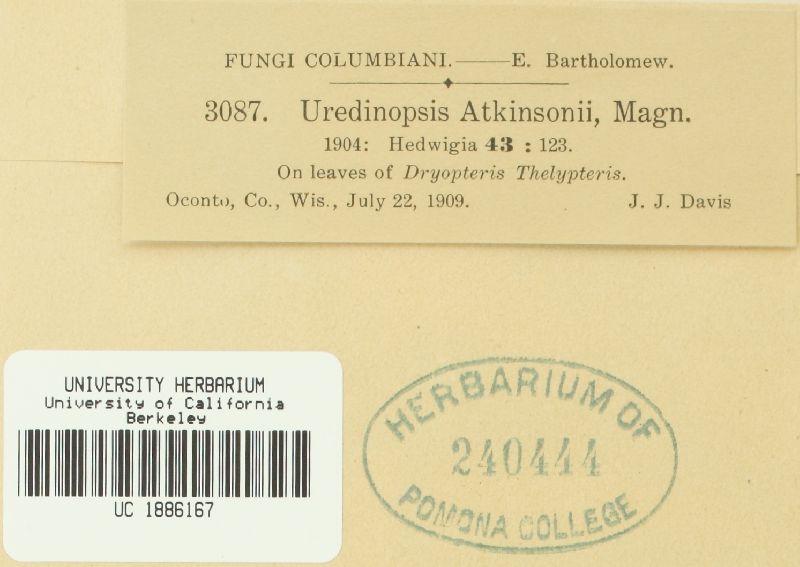 FUNGI COLUMBIANI.——E. Bartholomew.
3087. Uredinopsis Atkinsonii, Magn.
1904: Hedwigia 43 : 123.
On leaves of Dryopteris Thelypteris.
Oconto, Co., Wis., July 22, 1909. J. J. Davis
UNIVERSITY HERBARIUM
University of California
Berkeley
UC 1886167
HERBARIUM OF
240444
POMONA COLLEGE